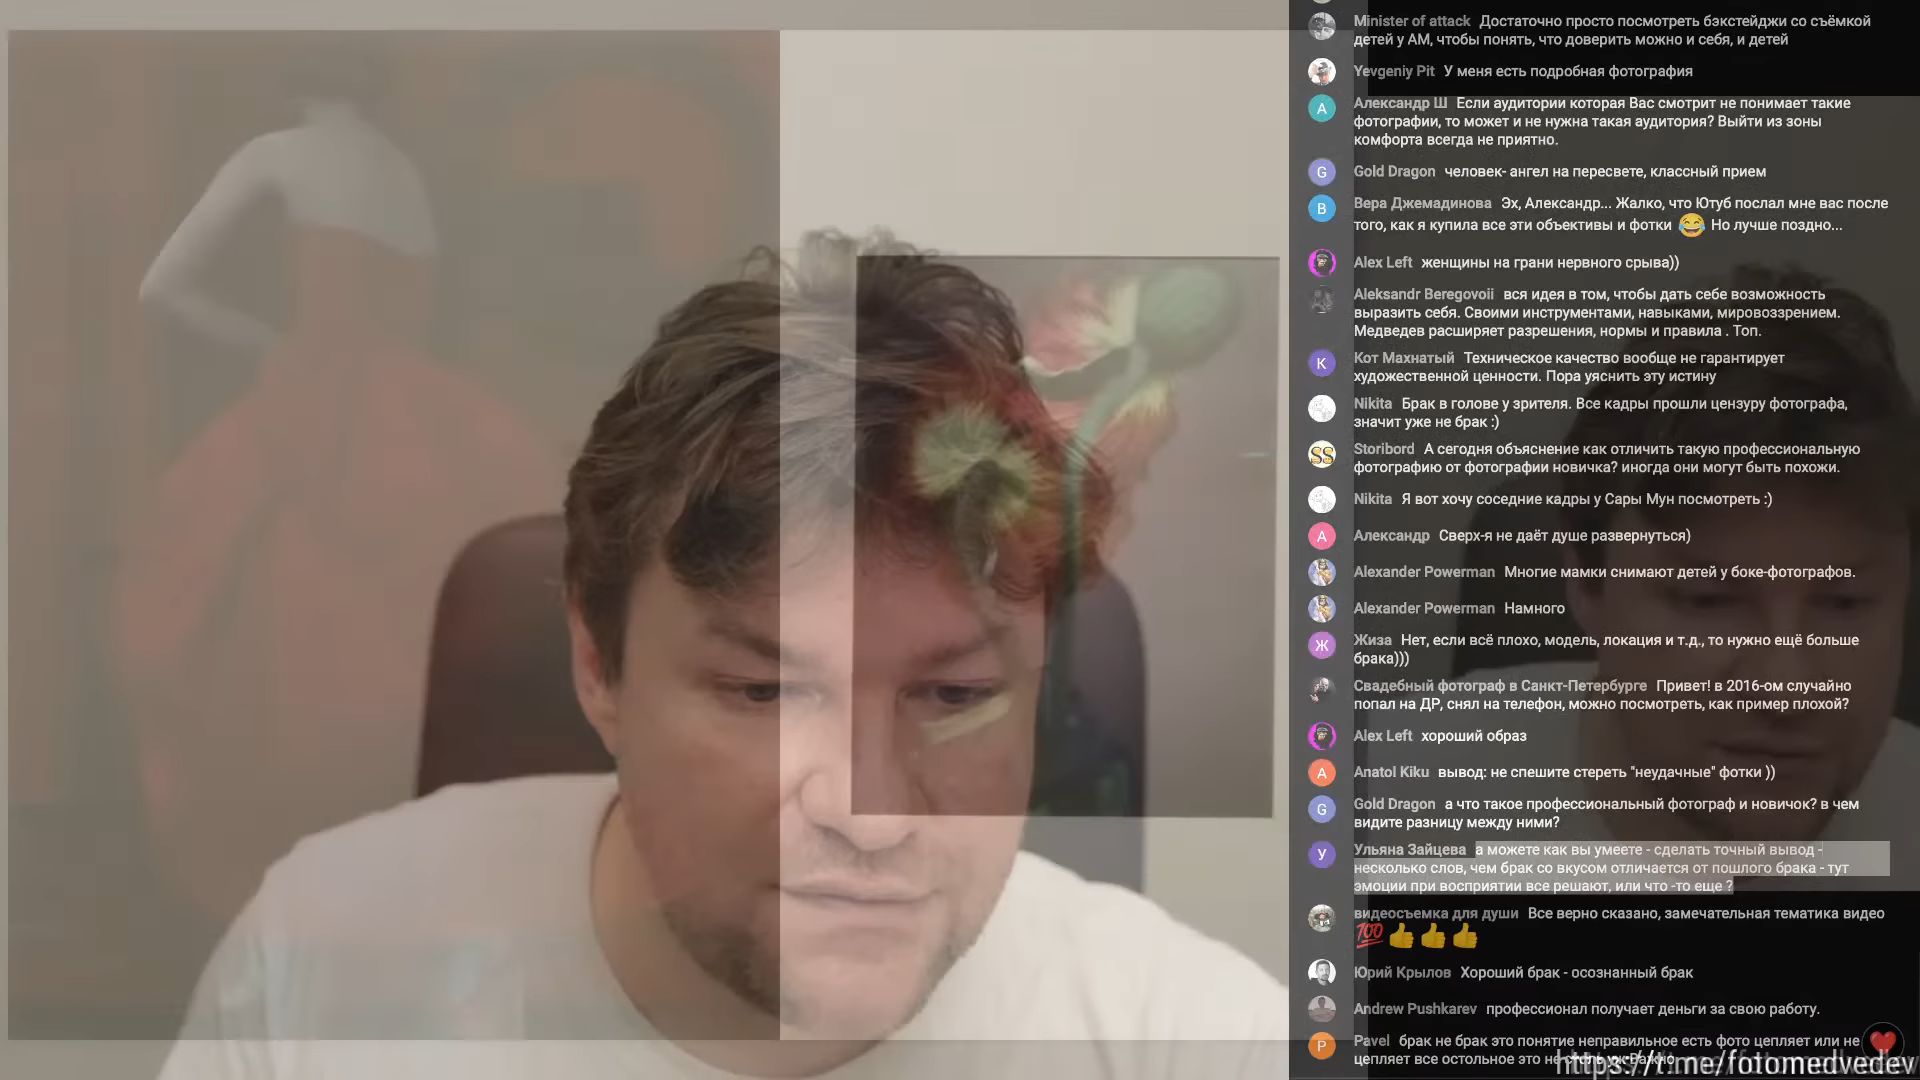 Minister of attack Достаточно просто посмотреть бэкстейджи со съёмкой
детей у АМ, чтобы понять, что доверить можно и себя, и детей
Yevgeniy Pit У меня есть подробная фотография
А
Александр Ш Если аудитории которая Вас смотрит не понимает такие
фотографии, то может и не нужна такая аудитория? Выйти из зоны
комфорта всегда не приятно.
G
Gold Dragon человек- ангел на пересвете, классный прием
В
Вера Джемадинова Эх, Александр... Жалко, что Ютуб послал мне вас после
того, как я купила все эти объективы и фотки 😂 Но лучше поздно...
Alex Left женщины на грани нервного срыва))
Aleksandr Beregovoii вся идея в том, чтобы дать себе возможность
выразить себя. Своими инструментами, навыками, мировоззрением.
Медведев расширяет разрешения, нормы и правила . Топ.
К
Кот Махнатый Техническое качество вообще не гарантирует
художественной ценности. Пора уяснить эту истину
Nikita Брак в голове у зрителя. Все кадры прошли цензуру фотографа,
значит уже не брак :)
SS
Storibord А сегодня объяснение как отличить такую профессиональную
фотографию от фотографии новичка? иногда они могут быть похожи.
Nikita Я вот хочу соседние кадры у Сары Мун посмотреть :)
А
Александр Сверх-я не даёт душе развернуться)
Alexander Powerman Многие мамки снимают детей у боке-фотографов.
Alexander Powerman Намного
Ж
Жиза Нет, если всё плохо, модель, локация и т.д., то нужно ещё больше
брака)))
Свадебный фотограф в Санкт-Петербурге Привет! в 2016-ом случайно
попал на ДР, снял на телефон, можно посмотреть, как пример плохой?
Alex Left хороший образ
A
Anatol Kiku вывод: не спешите стереть "неудачные" фотки ))
G
Gold Dragon а что такое профессиональный фотограф и новичок? в чем
видите разницу между ними?
У
Ульяна Зайцева а можете как вы умеете - сделать точный вывод -
несколько слов, чем брак со вкусом отличается от пошлого брака - тут
эмоции при восприятии все решают, или что -то еще ?
видеосъемка для души Все верно сказано, замечательная тематика видео
💯👍👍👍
Юрий Крылов Хороший брак - осознанный брак
Andrew Pushkarev профессионал получает деньги за свою работу.
P
Pavel брак не брак это понятие неправильное есть фото цепляет или не
цепляет все остольное это не столь уж важно
https://t.me/fotomedvedev